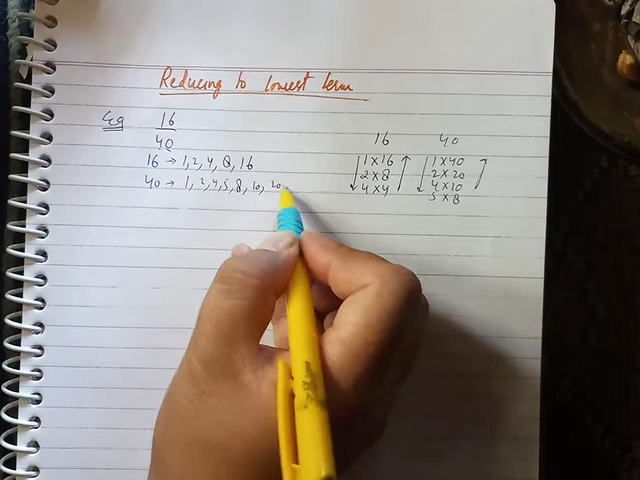 Reducing to lowest term
Eg 16
40
16 → 1, 2, 4, 8, 16
40 → 1, 2, 4, 5, 8, 10, 20
16 40
1 x 16 1 x 40
2 x 8 2 x 20
4 x 4 4 x 10
5 x 8